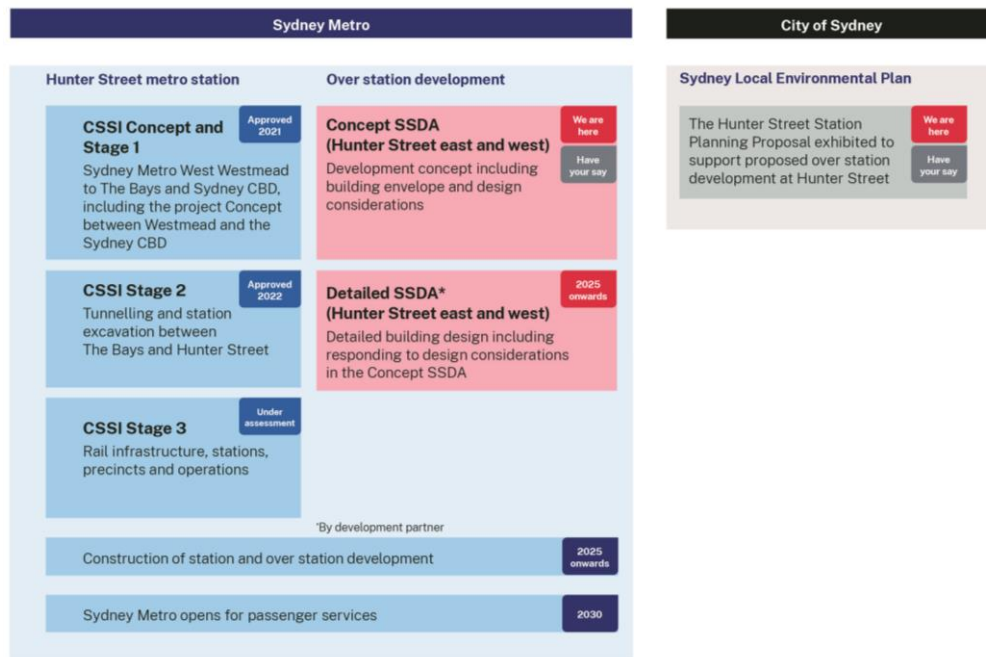 Sydney Metro
Hunter Street metro station
CSSI Concept and
Stage 1
Approved
2021
Sydney Metro West Westmead
to The Bays and Sydney CBD,
including the project Concept
between Westmead and the
Sydney CBD
CSSI Stage 2
Approved
2022
Tunnelling and station
excavation between
The Bays and Hunter Street
CSSI Stage 3
Under
assessment
Rail infrastructure, stations,
precincts and operations
Over station development
Concept SSDA
(Hunter Street east and west)
We are
here
Have
your say
Development concept including
building envelope and design
considerations
Detailed SSDA*
(Hunter Street east and west)
2025
onwards
Detailed building design including
responding to design considerations
in the Concept SSDA
*By development partner
Construction of station and over station development
2025
onwards
Sydney Metro opens for passenger services
2030
City of Sydney
Sydney Local Environmental Plan
The Hunter Street Station
Planning Proposal exhibited to
support proposed over station
development at Hunter Street
We are
here
Have
your say